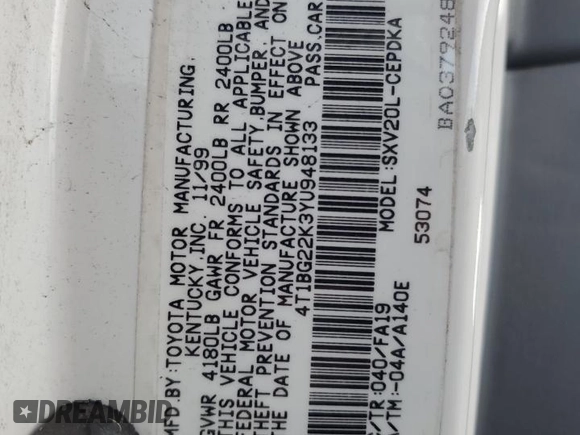 MFD.BY:TOYOTA MOTOR MANUFACTURING
KENTUCKY,INC. 11/99
GVWR 4180LB GAWR FR 2400LB RR 2400LB
THIS VEHICLE CONFORMS TO ALL APPLICABLE
FEDERAL MOTOR VEHICLE SAFETY,BUMPER, AND
THEFT PREVENTION STANDARDS IN EFFECT ON
THE DATE OF MANUFACTURE SHOWN ABOVE
4T1BG22K3YU948133 PASS.CAR
C/TR:040/FA19 MODEL:SXV20L-CEPDKA
A/TM:-04A/A140E 53074
BA0379248
AUTOBIDMASTER